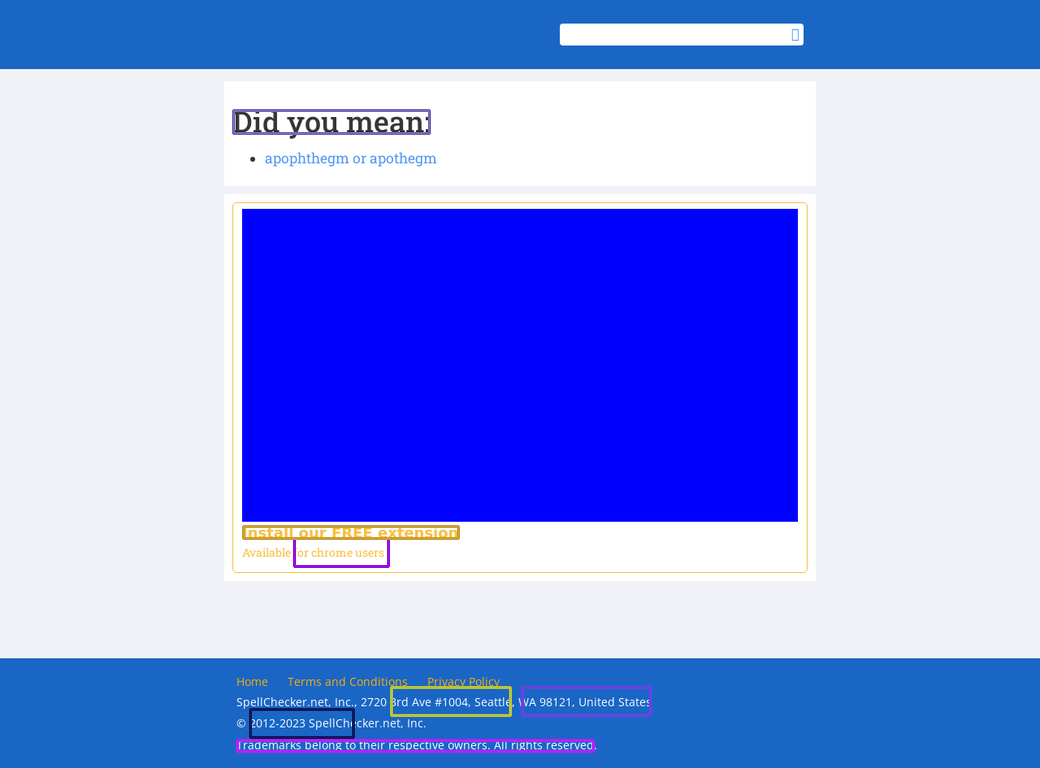 Did you mean:
apophthegm or apothegm
Install our FREE extension
Available for chrome users
Home Terms and Conditions Privacy Policy
SpellChecker.net, Inc., 2720 3rd Ave #1004, Seattle, WA 98121, United States
© 2012-2023 SpellChecker.net, Inc.
Trademarks belong to their respective owners. All rights reserved.